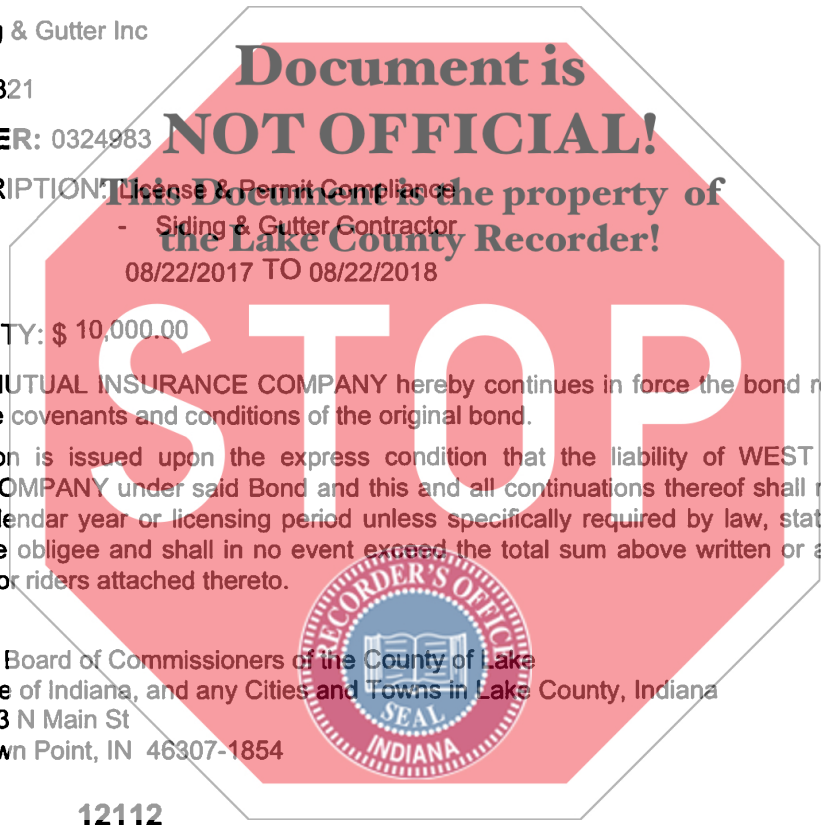 & Gutter Inc
Document is
321
ER: 0324983
NOT OFFICIAL!
RIPTION: License & Permit Compliance
This Document is the property of
- Siding & Gutter Contractor
the Lake County Recorder!
08/22/2017 TO 08/22/2018
TY: $ 10,000.00
STOP
MUTUAL INSURANCE COMPANY hereby continues in force the bond
covenants and conditions of the original bond.
on is issued upon the express condition that the liability of WEST
OMPANY under said Bond and this and all continuations thereof shall
lendar year or licensing period unless specifically required by law, stat
e obligee and shall in no event exceed the total sum above written or
or riders attached thereto.
RECORDER'S OFFICE
Board of Commissioners of the County of Lake
e of Indiana, and any Cities and Towns in Lake County, Indiana
3 N Main St
SEAL
wn Point, IN 46307-1854
INDIANA
12112